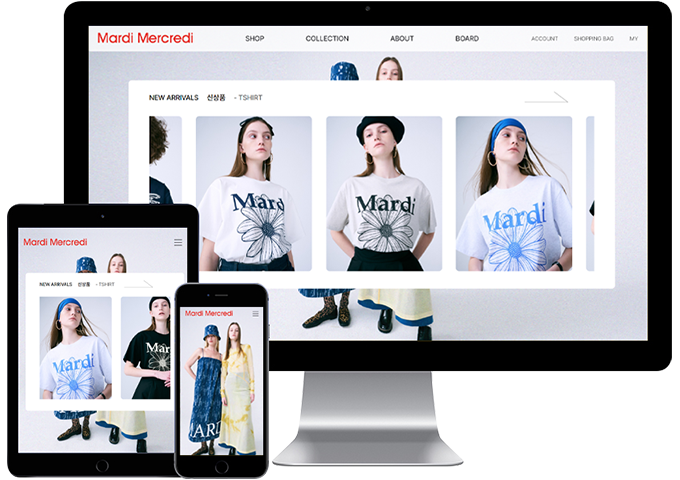 Mardi Mercredi SHOP COLLECTION ABOUT BOARD ACCOUNT SHOPPING BAG MY
NEW ARRIVALS 신상품 - TSHIRT
Mardi Mardi Mardi
Mardi Mercredi
NEW ARRIVALS 신상품 - TSHIRT
Mardi Mardi
Mardi Mercredi
MARDI